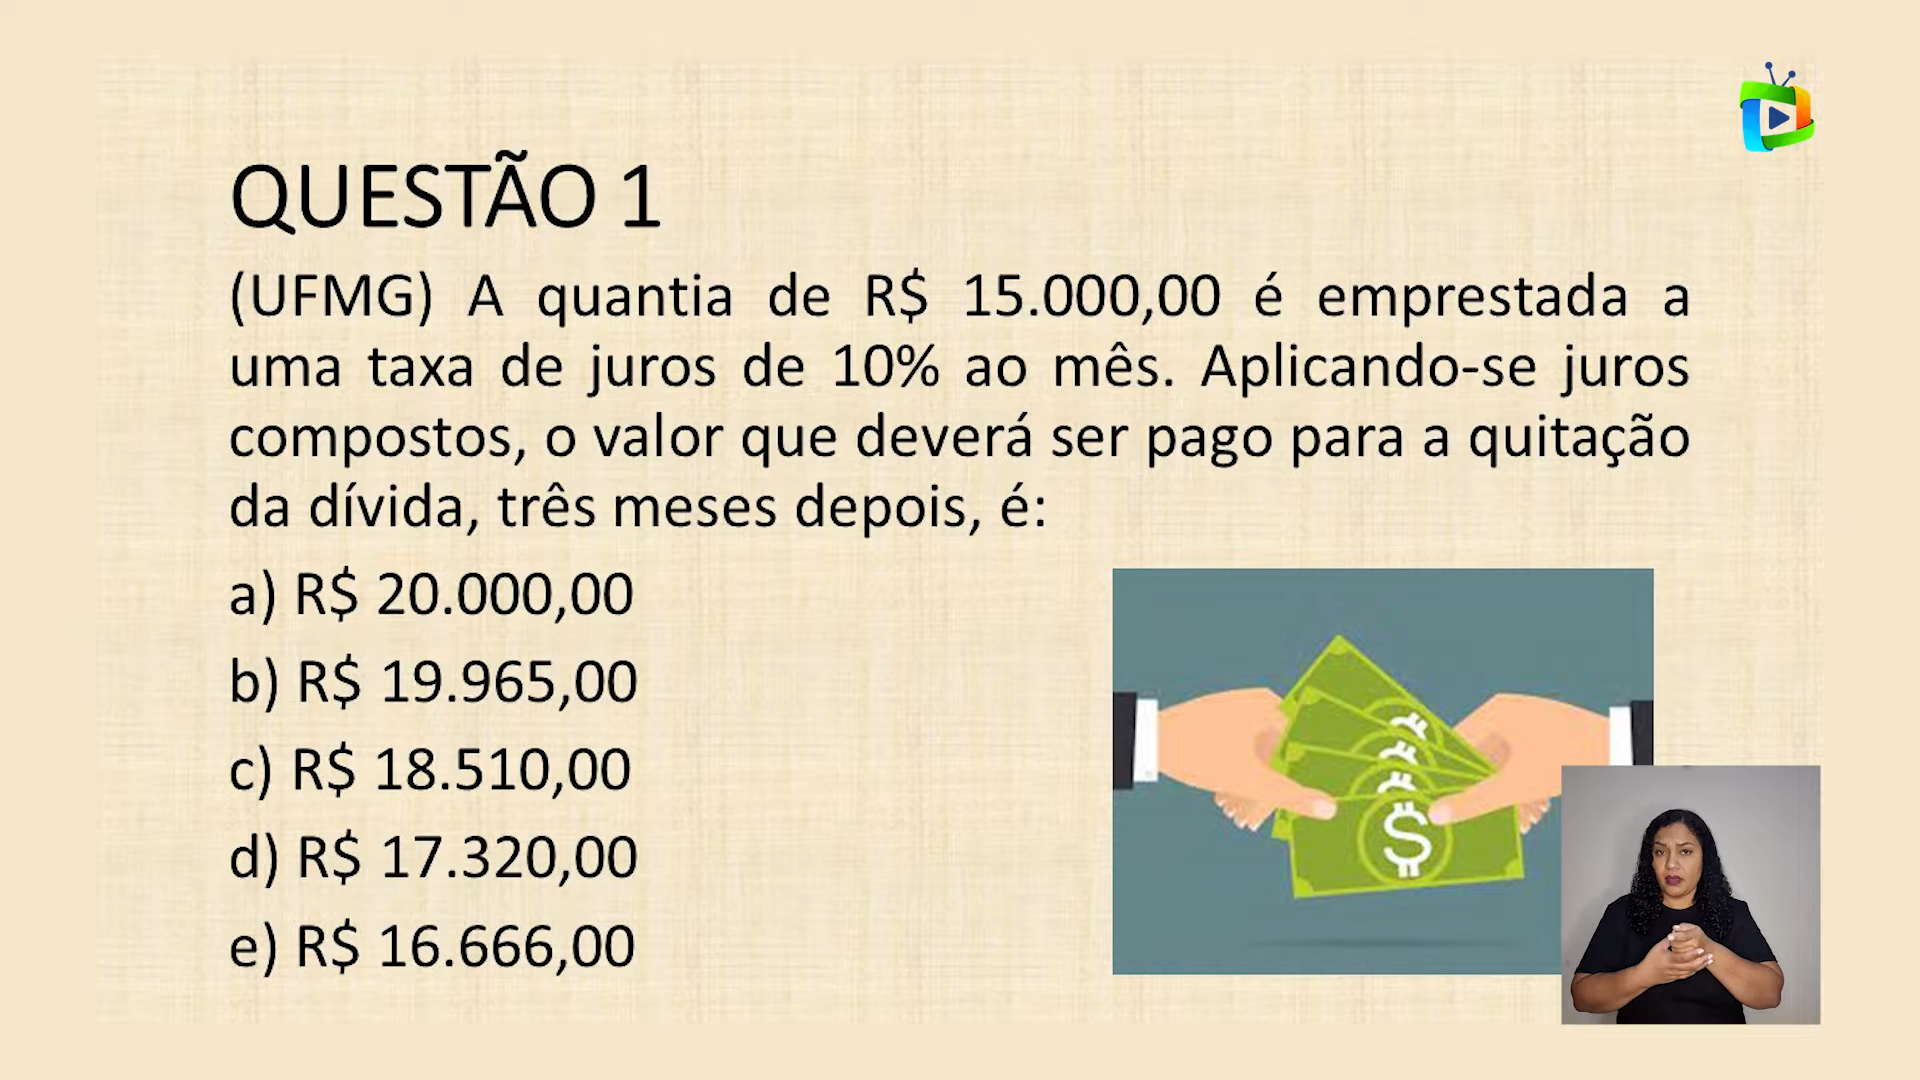 QUESTÃO 1
(UFMG) A quantia de R$ 15.000,00 é emprestada a
uma taxa de juros de 10% ao mês. Aplicando-se juros
compostos, o valor que deverá ser pago para a quitação
da dívida, três meses depois, é:
a) R$ 20.000,00
b) R$ 19.965,00
c) R$ 18.510,00
d) R$ 17.320,00
e) R$ 16.666,00
$